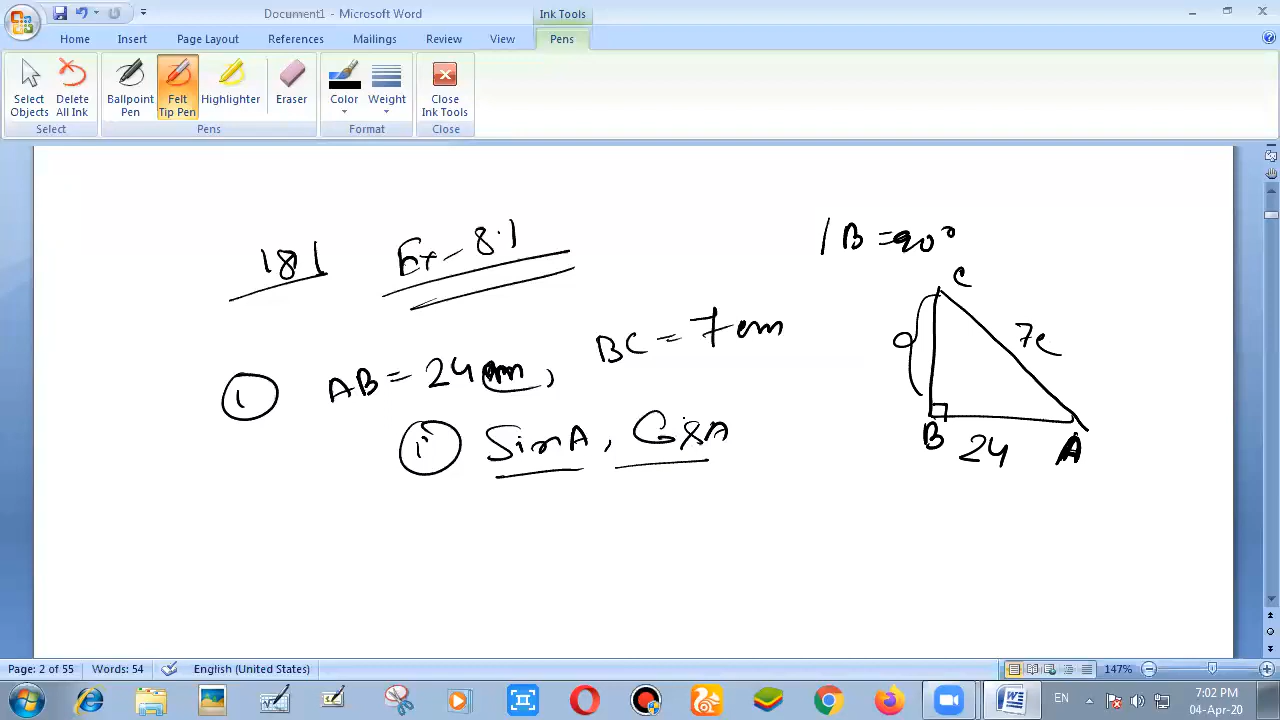 Document1 - Microsoft Word
Ink Tools
Home Insert Page Layout References Mailings Review View Pens
Select Objects
Delete All Ink
Ballpoint Pen
Felt Tip Pen
Highlighter
Eraser
Color
Weight
Close Ink Tools
Select Pens Format Close
181 Ex-8.1
B = 90°
C
① AB = 24 cm, BC = 7 cm
7c
B 24 A
(i) Sin A, Cos A
Page: 2 of 55 Words: 54 English (United States) 147%
EN 7:02 PM
04-Apr-20